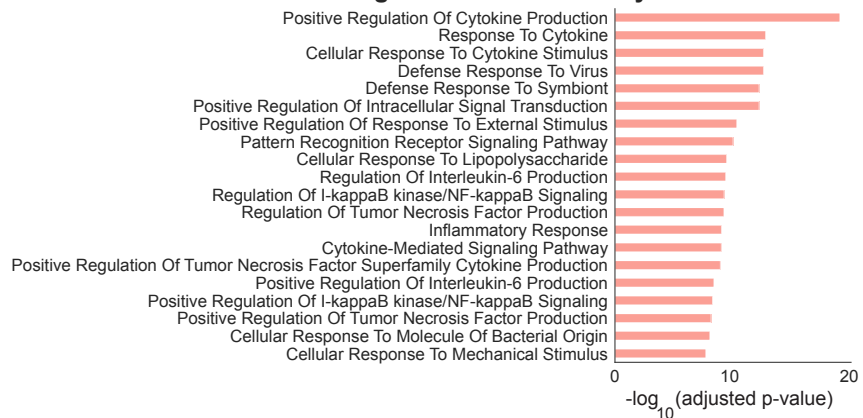 Positive Regulation Of Cytokine Production
Response To Cytokine
Cellular Response To Cytokine Stimulus
Defense Response To Virus
Defense Response To Symbiont
Positive Regulation Of Intracellular Signal Transduction
Positive Regulation Of Response To External Stimulus
Pattern Recognition Receptor Signaling Pathway
Cellular Response To Lipopolysaccharide
Regulation Of Interleukin-6 Production
Regulation Of I-kappaB kinase/NF-kappaB Signaling
Regulation Of Tumor Necrosis Factor Production
Inflammatory Response
Cytokine-Mediated Signaling Pathway
Positive Regulation Of Tumor Necrosis Factor Superfamily Cytokine Production
Positive Regulation Of Interleukin-6 Production
Positive Regulation Of I-kappaB kinase/NF-kappaB Signaling
Positive Regulation Of Tumor Necrosis Factor Production
Cellular Response To Molecule Of Bacterial Origin
Cellular Response To Mechanical Stimulus
0 10 20
-log10(adjusted p-value)